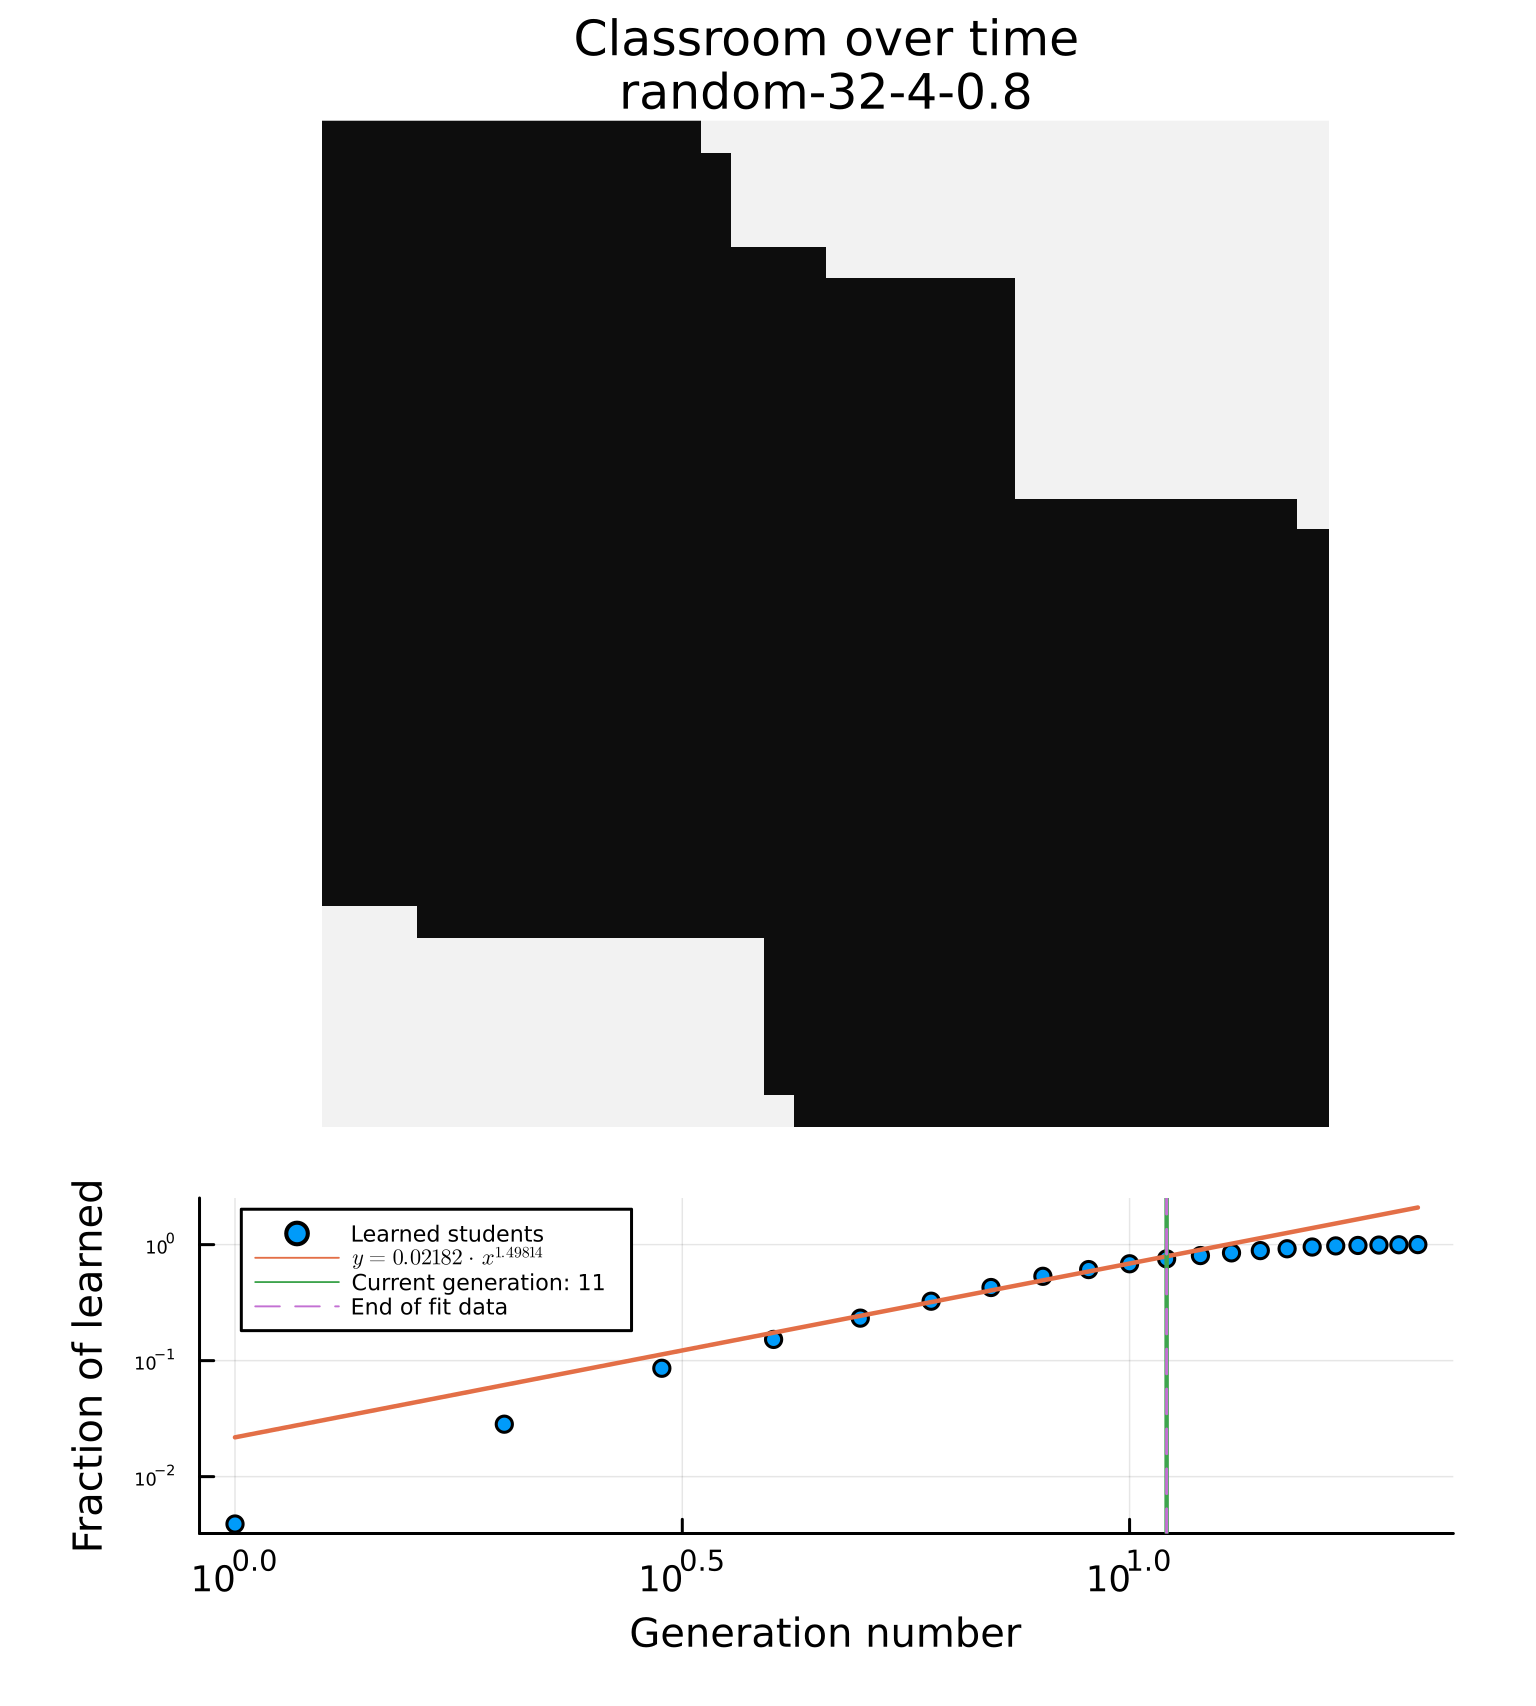 Classroom over time
random-32-4-0.8
Fraction of learned
10^0
10^-1
10^-2
Learned students
y = 0.02182 · x^1.49814
Current generation: 11
End of fit data
10^0.0
10^0.5
10^1.0
Generation number